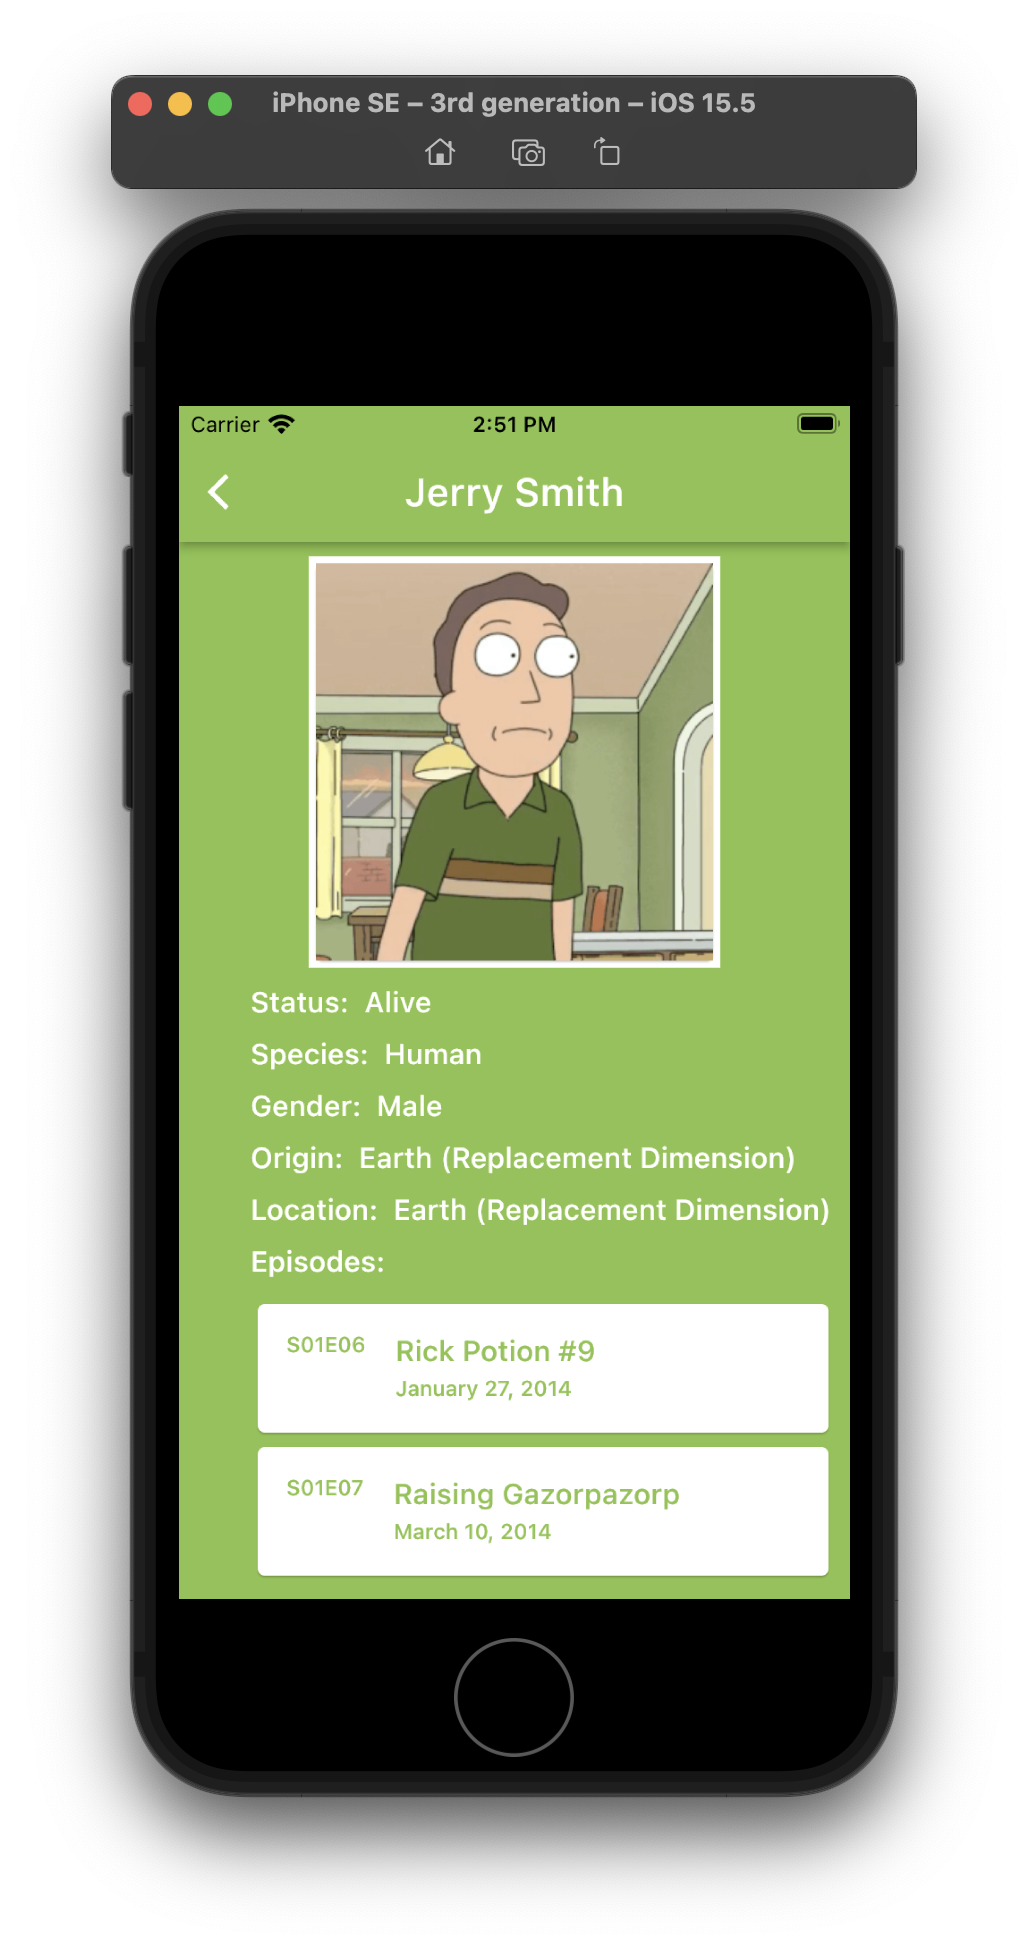 iPhone SE – 3rd generation – iOS 15.5
Carrier 2:51 PM
Jerry Smith
Status: Alive
Species: Human
Gender: Male
Origin: Earth (Replacement Dimension)
Location: Earth (Replacement Dimension)
Episodes:
S01E06 Rick Potion #9
January 27, 2014
S01E07 Raising Gazorpazorp
March 10, 2014